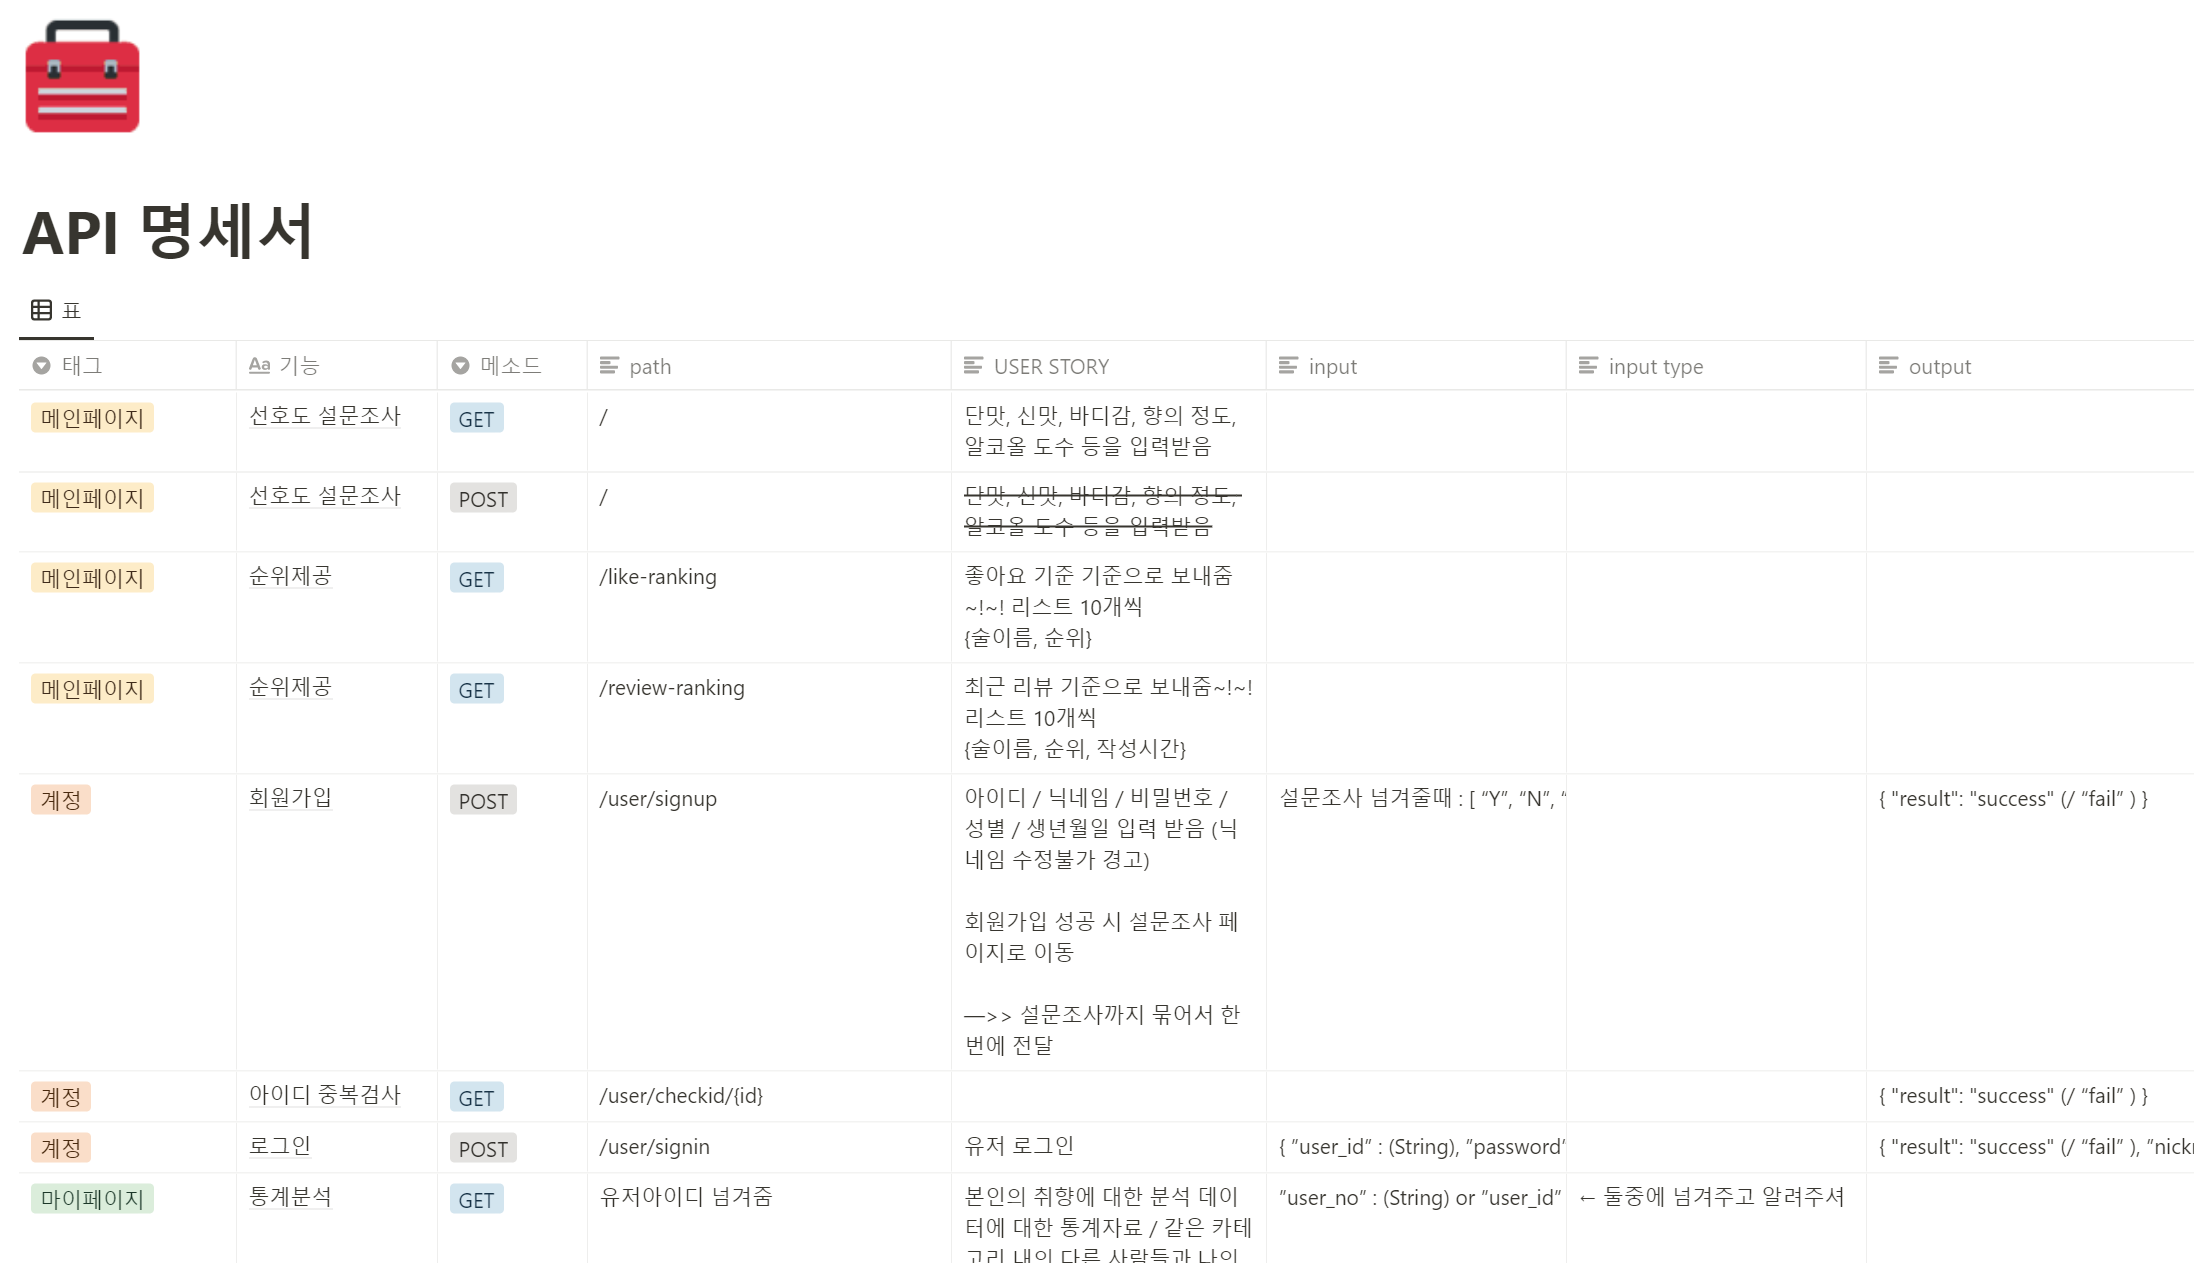 API 명세서
표
태그 Aa 기능 메소드 path USER STORY input input type output
메인페이지 선호도 설문조사 GET / 단맛, 신맛, 바디감, 향의 정도,
알코올 도수 등을 입력받음
메인페이지 선호도 설문조사 POST / 단맛, 신맛, 바디감, 향의 정도,
알코올 도수 등을 입력받음
메인페이지 순위제공 GET /like-ranking 좋아요 기준 기준으로 보내줌
~!~! 리스트 10개씩
{술이름, 순위}
메인페이지 순위제공 GET /review-ranking 최근 리뷰 기준으로 보내줌~!~!
리스트 10개씩
{술이름, 순위, 작성시간}
계정 회원가입 POST /user/signup 아이디 / 닉네임 / 비밀번호 / 설문조사 넘겨줄때 : [ “Y”, “N”, “ { "result": "success" (/ “fail” ) }
성별 / 생년월일 입력 받음 (닉
네임 수정불가 경고)
회원가입 성공 시 설문조사 페
이지로 이동
—>> 설문조사까지 묶어서 한
번에 전달
계정 아이디 중복검사 GET /user/checkid/{id} { "result": "success" (/ “fail” ) }
계정 로그인 POST /user/signin 유저 로그인 { ”user_id” : (String), ”password” { "result": "success" (/ “fail” ), ”nick
마이페이지 통계분석 GET 유저아이디 넘겨줌 본인의 취향에 대한 분석 데이 ”user_no” : (String) or ”user_id” ← 둘중에 넘겨주고 알려주셔
터에 대한 통계자료 / 같은 카테
고리 내의 다른 사람들과 나의